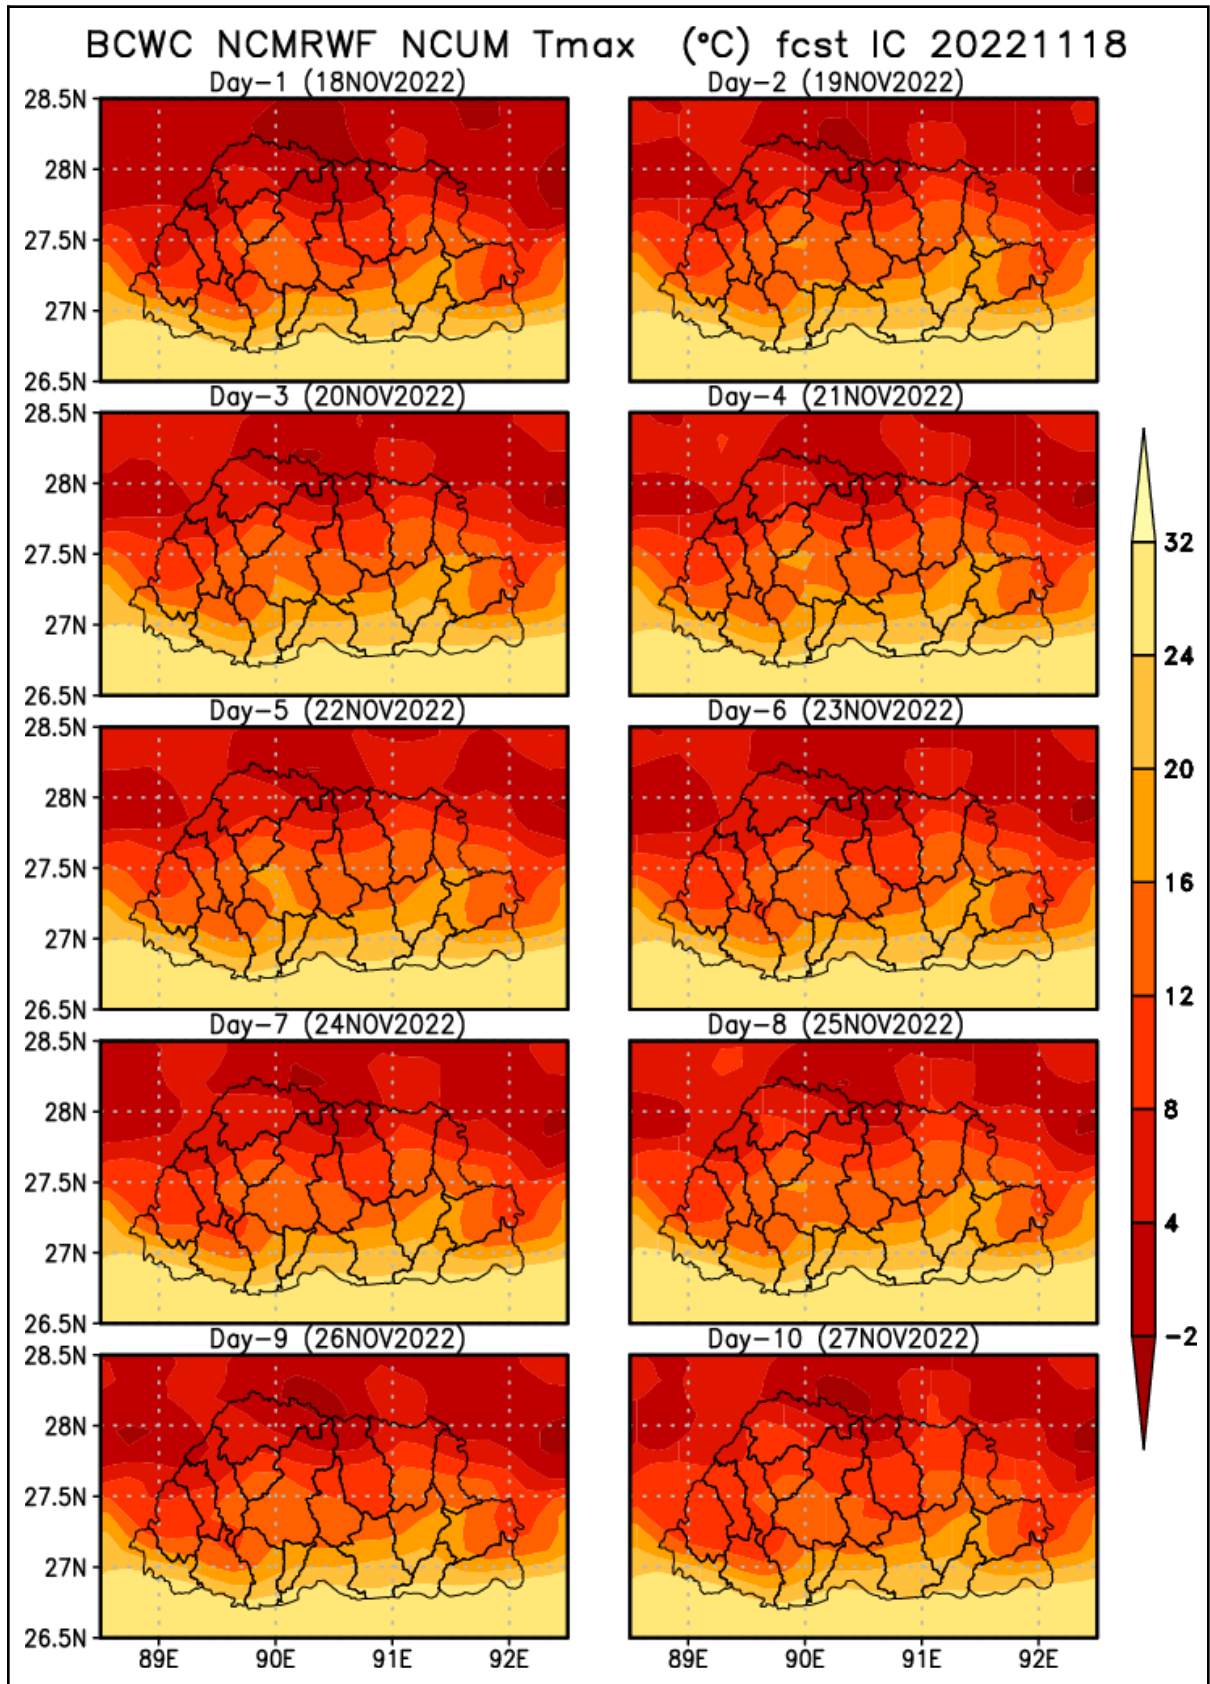 BCWC NCMRWF NCUM Tmax (°C) fcst IC 20221118
Day-1 (18NOV2022) Day-2 (19NOV2022)
28.5N
28N
27.5N
27N
26.5N
Day-3 (20NOV2022) Day-4 (21NOV2022)
28.5N
28N
27.5N
27N
26.5N
Day-5 (22NOV2022) Day-6 (23NOV2022)
28.5N
28N
27.5N
27N
26.5N
Day-7 (24NOV2022) Day-8 (25NOV2022)
28.5N
28N
27.5N
27N
26.5N
Day-9 (26NOV2022) Day-10 (27NOV2022)
28.5N
28N
27.5N
27N
26.5N
89E 90E 91E 92E 89E 90E 91E 92E
32
24
20
16
12
8
4
-2